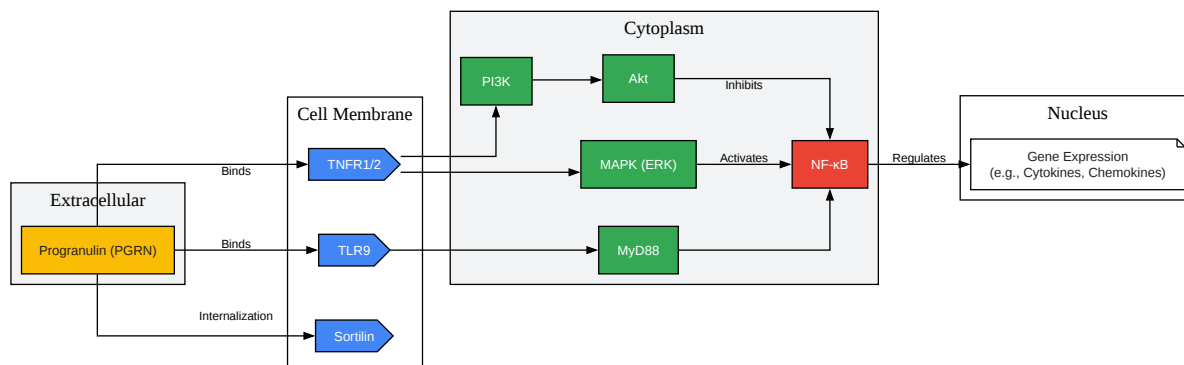 Cytoplasm
PI3K
Akt
Inhibits
Cell Membrane
Nucleus
TNFR1/2
Binds
MAPK (ERK)
Activates
NF-κB
Regulates
Gene Expression
(e.g., Cytokines, Chemokines)
Extracellular
Progranulin (PGRN)
Binds
TLR9
MyD88
Internalization
Sortilin